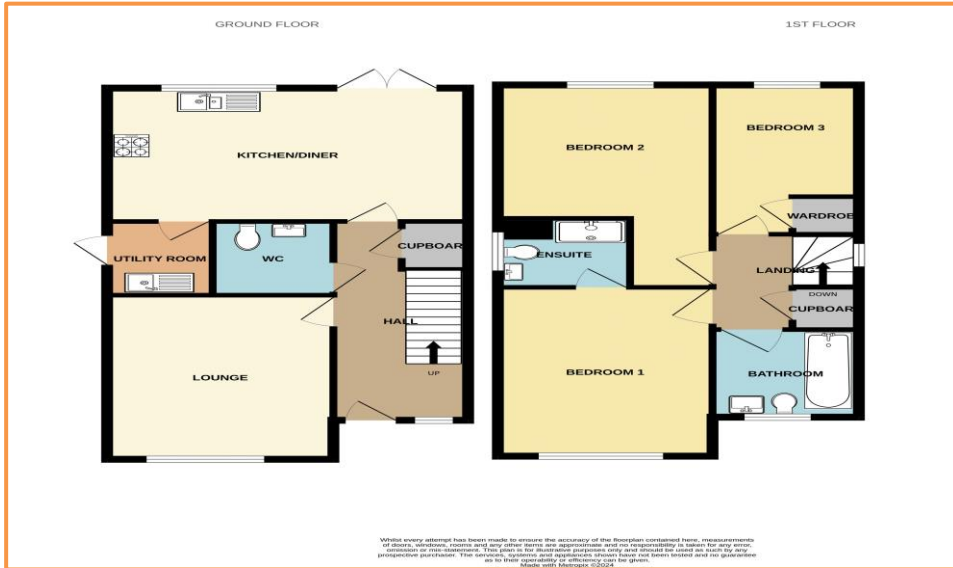 GROUND FLOOR
1ST FLOOR
KITCHEN/DINER
UTILITY ROOM
WC
CUPBOAR
HALL
UP
LOUNGE
BEDROOM 2
BEDROOM 3
WARDROB
ENSUITE
LANDING
DOWN
CUPBOAR
BEDROOM 1
BATHROOM
Whilst every attempt has been made to ensure the accuracy of the floorplan contained here, measurements
of doors, windows, rooms and any other items are approximate and no responsibility is taken for any error,
omission or mis-statement. This plan is for illustrative purposes only and should be used as such by any
prospective purchaser. The services, systems and appliances shown have not been tested and no guarantee
as to their operability or efficiency can be given.
Made with Metropix ©2024